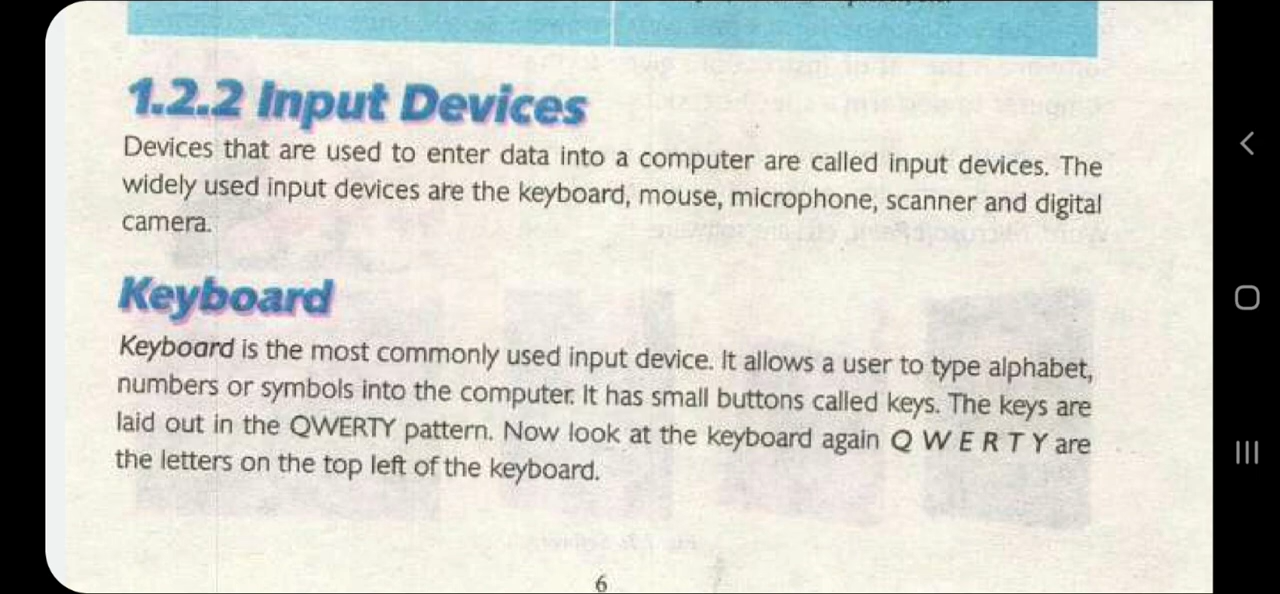 1.2.2 Input Devices
Devices that are used to enter data into a computer are called input devices. The
widely used input devices are the keyboard, mouse, microphone, scanner and digital
camera.
Keyboard
Keyboard is the most commonly used input device. It allows a user to type alphabet,
numbers or symbols into the computer. It has small buttons called keys. The keys are
laid out in the QWERTY pattern. Now look at the keyboard again Q W E R T Y are
the letters on the top left of the keyboard.
6